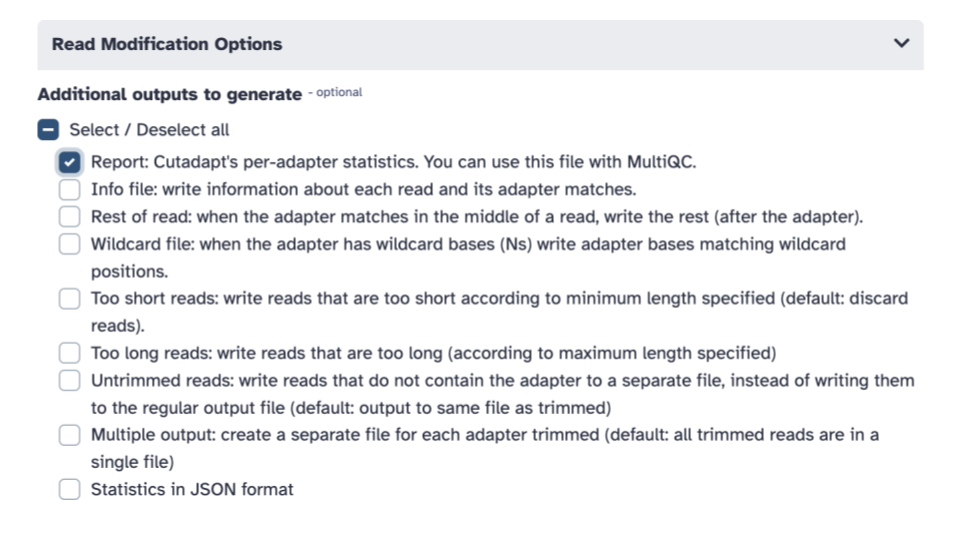 Read Modification Options
Additional outputs to generate - optional
Select / Deselect all
Report: Cutadapt's per-adapter statistics. You can use this file with MultiQC.
Info file: write information about each read and its adapter matches.
Rest of read: when the adapter matches in the middle of a read, write the rest (after the adapter).
Wildcard file: when the adapter has wildcard bases (Ns) write adapter bases matching wildcard
positions.
Too short reads: write reads that are too short according to minimum length specified (default: discard
reads).
Too long reads: write reads that are too long (according to maximum length specified)
Untrimmed reads: write reads that do not contain the adapter to a separate file, instead of writing them
to the regular output file (default: output to same file as trimmed)
Multiple output: create a separate file for each adapter trimmed (default: all trimmed reads are in a
single file)
Statistics in JSON format